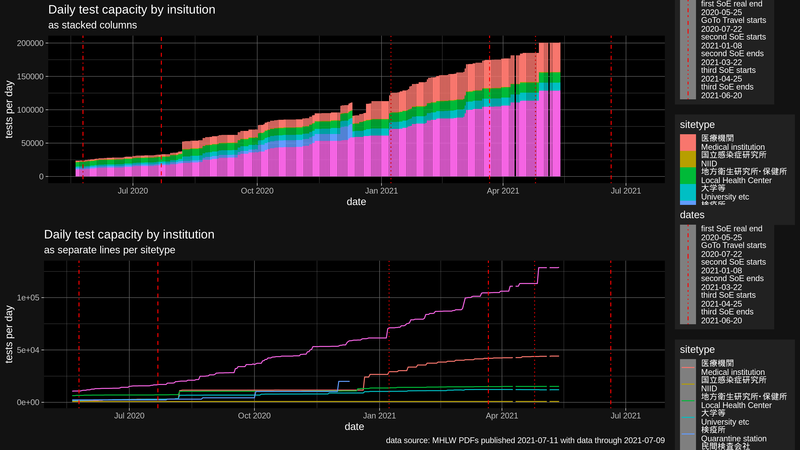 Daily test capacity by insitution
as stacked columns
200000
150000
100000
50000
0
tests per day
Jul 2020
Oct 2020
Jan 2021
Apr 2021
Jul 2021
date
first SoE real end
2020-05-25
GoTo Travel starts
2020-07-22
second SoE starts
2021-01-08
second SoE ends
2021-03-22
third SoE starts
2021-04-25
third SoE ends
2021-06-20
sitetype
医療機関
Medical institution
国立感染症研究所
NIID
地方衛生研究所・保健所
Local Health Center
大学等
University etc
検疫所
Daily test capacity by insitution
as separate lines per sitetype
1e+05
5e+04
0e+00
tests per day
Jul 2020
Oct 2020
Jan 2021
Apr 2021
Jul 2021
date
data source: MHLW PDFs published 2021-07-11 with data through 2021-07-09
dates
first SoE real end
2020-05-25
GoTo Travel starts
2020-07-22
second SoE starts
2021-01-08
second SoE ends
2021-03-22
third SoE starts
2021-04-25
third SoE ends
2021-06-20
sitetype
医療機関
Medical institution
国立感染症研究所
NIID
地方衛生研究所・保健所
Local Health Center
大学等
University etc
検疫所
Quarantine station
民間検査会社